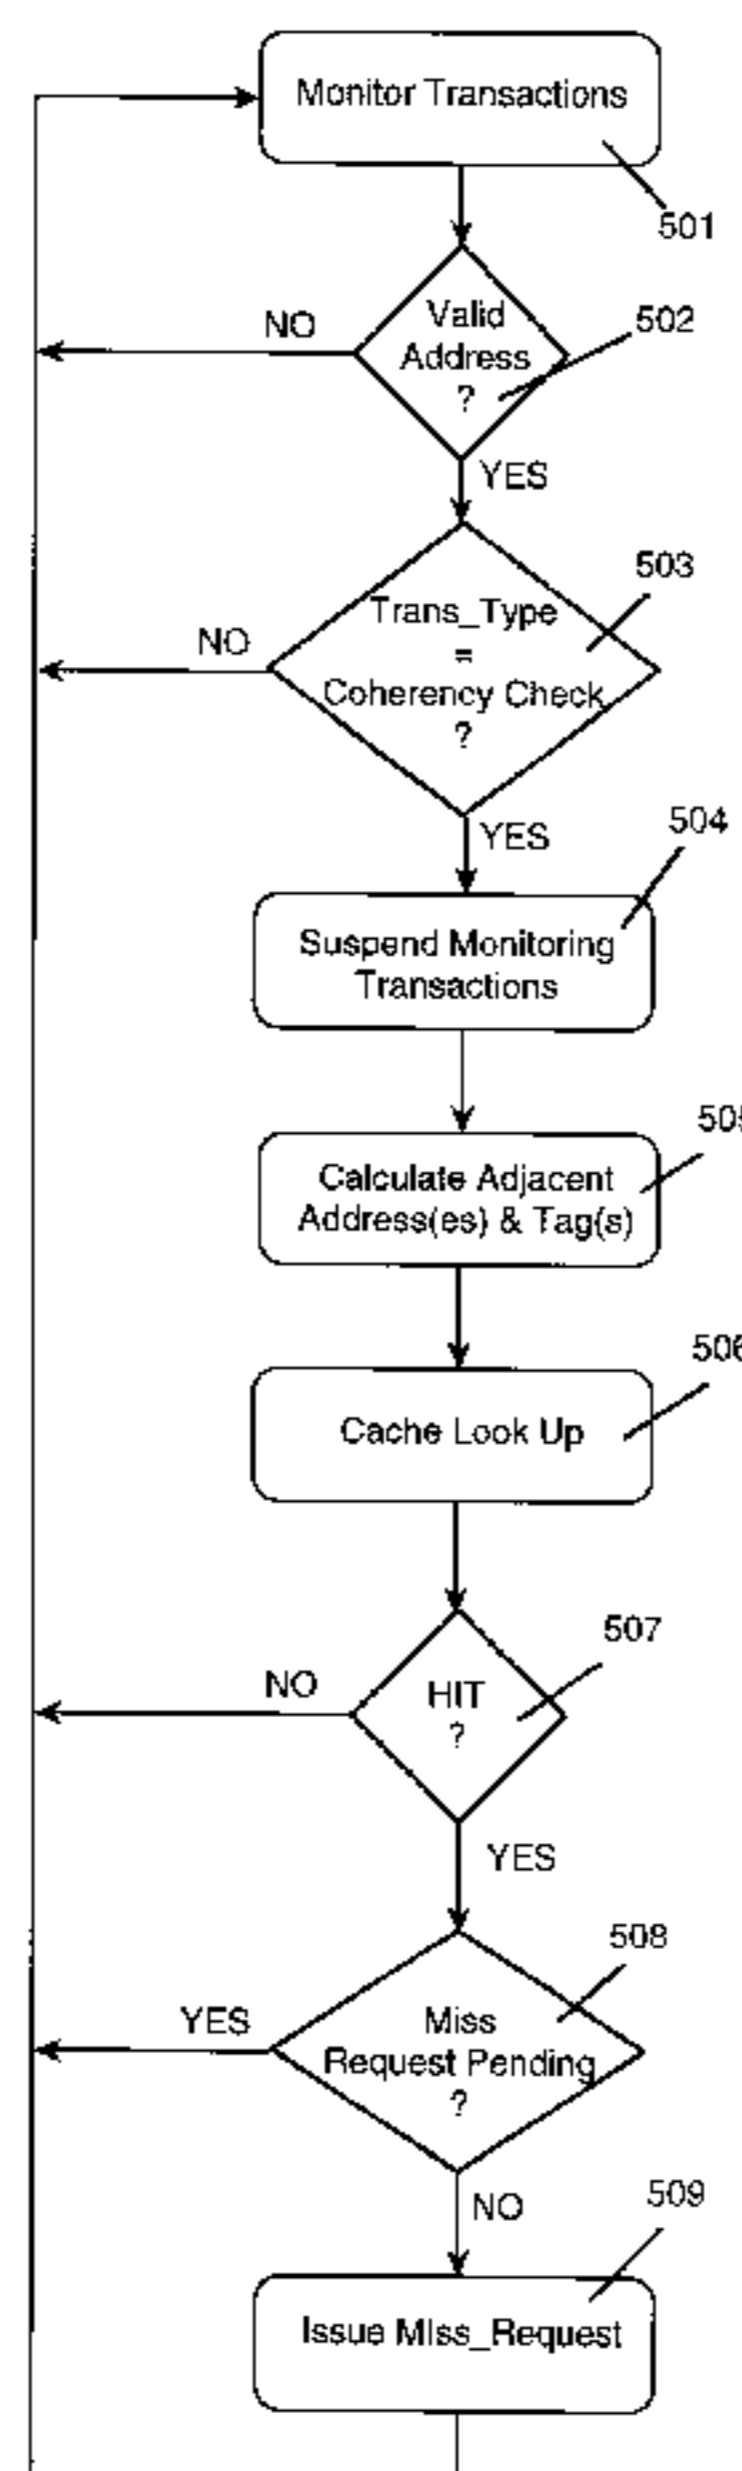 Monitor Transactions
501
Valid
Address
?
502
NO
YES
503
Trans_Type
=
Coherency Check
?
NO
YES
504
Suspend Monitoring
Transactions
505
Calculate Adjacent
Address(es) & Tag(s)
506
Cache Look Up
507
HIT
?
NO
YES
508
Miss
Request Pending
?
YES
NO
509
Issue Miss_Request